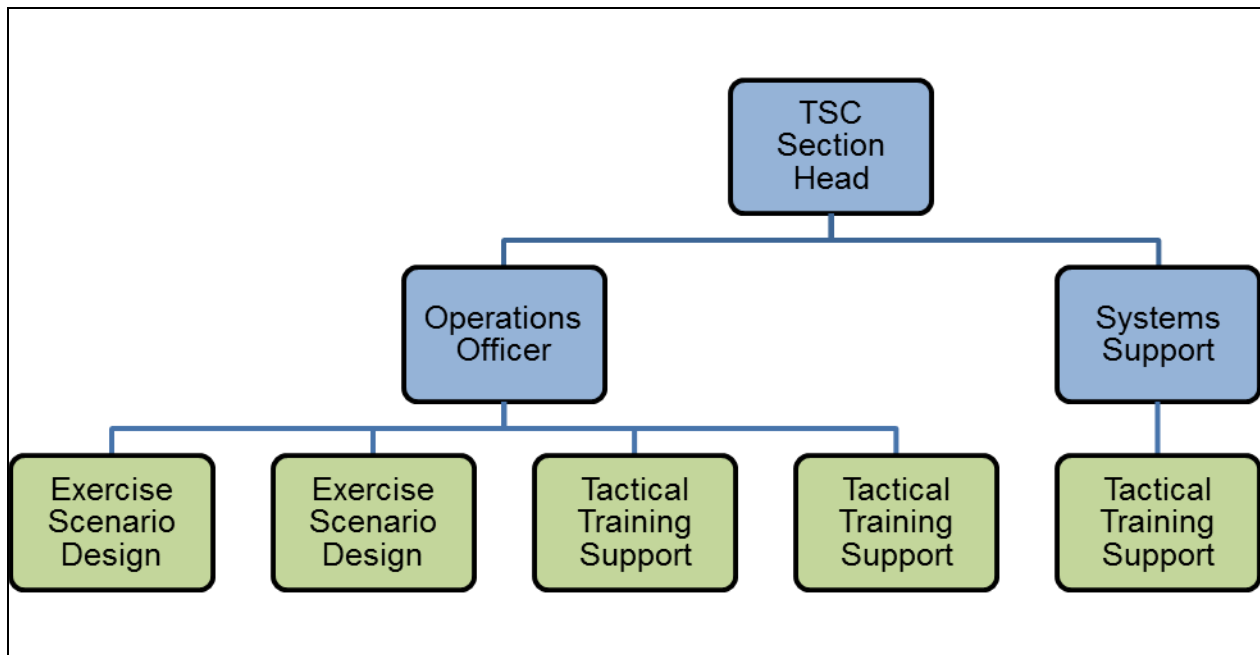 TSC
Section
Head
Operations
Officer
Systems
Support
Exercise
Scenario
Design
Exercise
Scenario
Design
Tactical
Training
Support
Tactical
Training
Support
Tactical
Training
Support